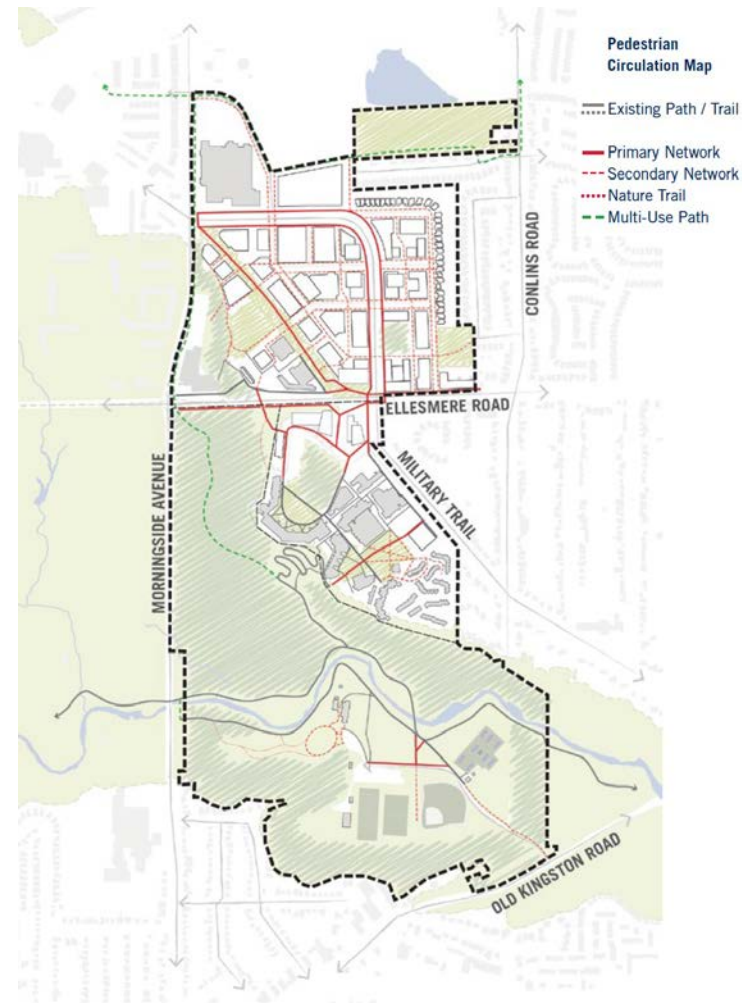 Pedestrian
Circulation Map
Existing Path / Trail
Primary Network
Secondary Network
Nature Trail
Multi-Use Path
CONLINS ROAD
ELLESMERE ROAD
MILITARY TRAIL
MORNINGSIDE AVENUE
OLD KINGSTON ROAD